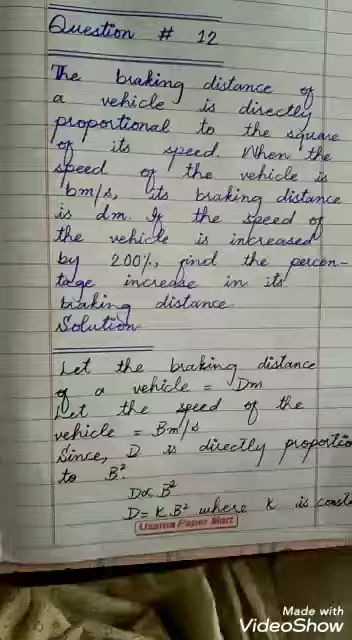 Question # 12
The braking distance of
a vehicle is directly
proportional to the square
of its speed. When the
speed of the vehicle is
bm/s, its braking distance
is dm. If the speed of
the vehicle is increased
by 200%, find the percen-
tage increase in its
braking distance
Solution.
Let the braking distance
of a vehicle = Dm
Let the speed of the
vehicle = Bm/s
Since, D is directly proportio
to B².
D∝ B²
D= K B² where K is const
Usama Paper Mart
Made with
VideoShow